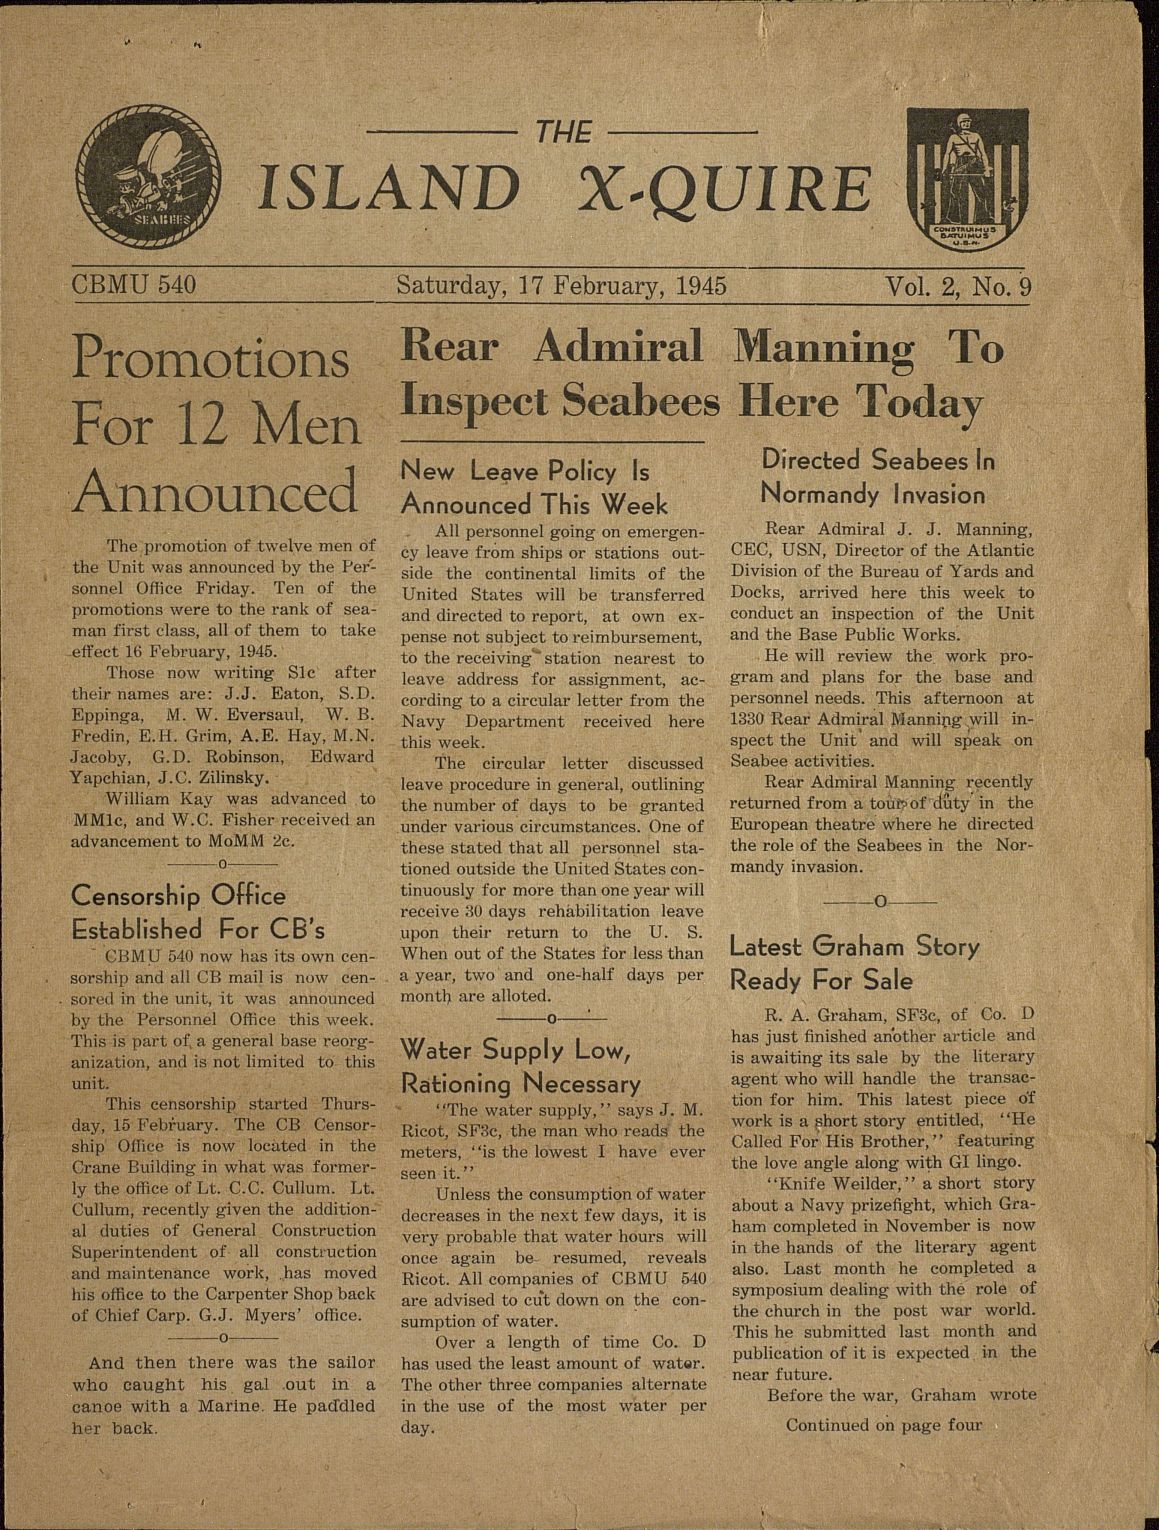 THE
ISLAND X-QUIRE
SEABEES
CONSTRUIMUS
BATUIMUS
U.S.N.
CBMU 540 Saturday, 17 February, 1945 Vol. 2, No. 9
Promotions
For 12 Men
Announced
The promotion of twelve men of
the Unit was announced by the Per-
sonnel Office Friday. Ten of the
promotions were to the rank of sea-
man first class, all of them to take
effect 16 February, 1945.
Those now writing S1c after
their names are: J.J. Eaton, S.D.
Eppinga, M. W. Eversaul, W. B.
Fredin, E.H. Grim, A.E. Hay, M.N.
Jacoby, G.D. Robinson, Edward
Yapchian, J.C. Zilinsky.
William Kay was advanced to
MM1c, and W.C. Fisher received an
advancement to MoMM 2c.
o
Censorship Office
Established For CB's
CBMU 540 now has its own cen-
sorship and all CB mail is now cen-
sored in the unit, it was announced
by the Personnel Office this week.
This is part of a general base reorg-
anization, and is not limited to this
unit.
This censorship started Thurs-
day, 15 February. The CB Censor-
ship Office is now located in the
Crane Building in what was former-
ly the office of Lt. C.C. Cullum. Lt.
Cullum, recently given the addition-
al duties of General Construction
Superintendent of all construction
and maintenance work, has moved
his office to the Carpenter Shop back
of Chief Carp. G.J. Myers' office.
o
And then there was the sailor
who caught his gal out in a
canoe with a Marine. He paddled
her back.
Rear Admiral Manning To
Inspect Seabees Here Today
New Leave Policy Is
Announced This Week
All personnel going on emergen-
cy leave from ships or stations out-
side the continental limits of the
United States will be transferred
and directed to report, at own ex-
pense not subject to reimbursement,
to the receiving station nearest to
leave address for assignment, ac-
cording to a circular letter from the
Navy Department received here
this week.
The circular letter discussed
leave procedure in general, outlining
the number of days to be granted
under various circumstances. One of
these stated that all personnel sta-
tioned outside the United States con-
tinuously for more than one year will
receive 30 days rehabilitation leave
upon their return to the U. S.
When out of the States for less than
a year, two and one-half days per
month are alloted.
o
Water Supply Low,
Rationing Necessary
"The water supply," says J. M.
Ricot, SF3c, the man who reads the
meters, "is the lowest I have ever
seen it."
Unless the consumption of water
decreases in the next few days, it is
very probable that water hours will
once again be resumed, reveals
Ricot. All companies of CBMU 540
are advised to cut down on the con-
sumption of water.
Over a length of time Co. D
has used the least amount of water.
The other three companies alternate
in the use of the most water per
day.
Directed Seabees In
Normandy Invasion
Rear Admiral J. J. Manning,
CEC, USN, Director of the Atlantic
Division of the Bureau of Yards and
Docks, arrived here this week to
conduct an inspection of the Unit
and the Base Public Works.
He will review the work pro-
gram and plans for the base and
personnel needs. This afternoon at
1330 Rear Admiral Manning will in-
spect the Unit and will speak on
Seabee activities.
Rear Admiral Manning recently
returned from a tour of duty in the
European theatre where he directed
the role of the Seabees in the Nor-
mandy invasion.
O
Latest Graham Story
Ready For Sale
R. A. Graham, SF3c, of Co. D
has just finished another article and
is awaiting its sale by the literary
agent who will handle the transac-
tion for him. This latest piece of
work is a short story entitled, "He
Called For His Brother," featuring
the love angle along with GI lingo.
"Knife Weilder," a short story
about a Navy prizefight, which Gra-
ham completed in November is now
in the hands of the literary agent
also. Last month he completed a
symposium dealing with the role of
the church in the post war world.
This he submitted last month and
publication of it is expected in the
near future.
Before the war, Graham wrote
Continued on page four